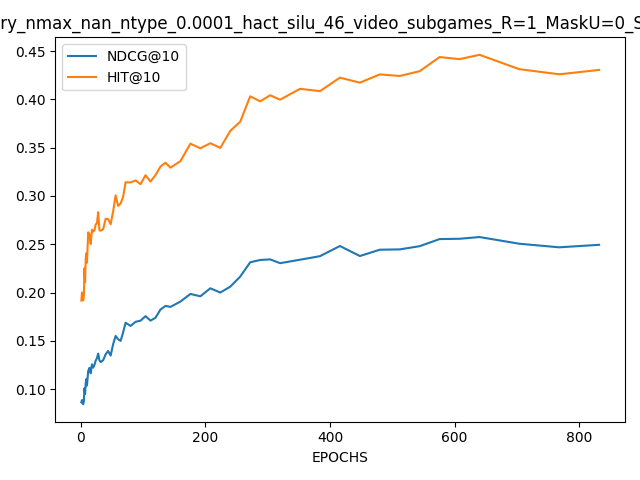 ry_nmax_nan_ntype_0.0001_hact_silu_46_video_subgames_R=1_MaskU=0_S
NDCG@10
HIT@10
0.45
0.40
0.35
0.30
0.25
0.20
0.15
0.10
0 200 400 600 800
EPOCHS